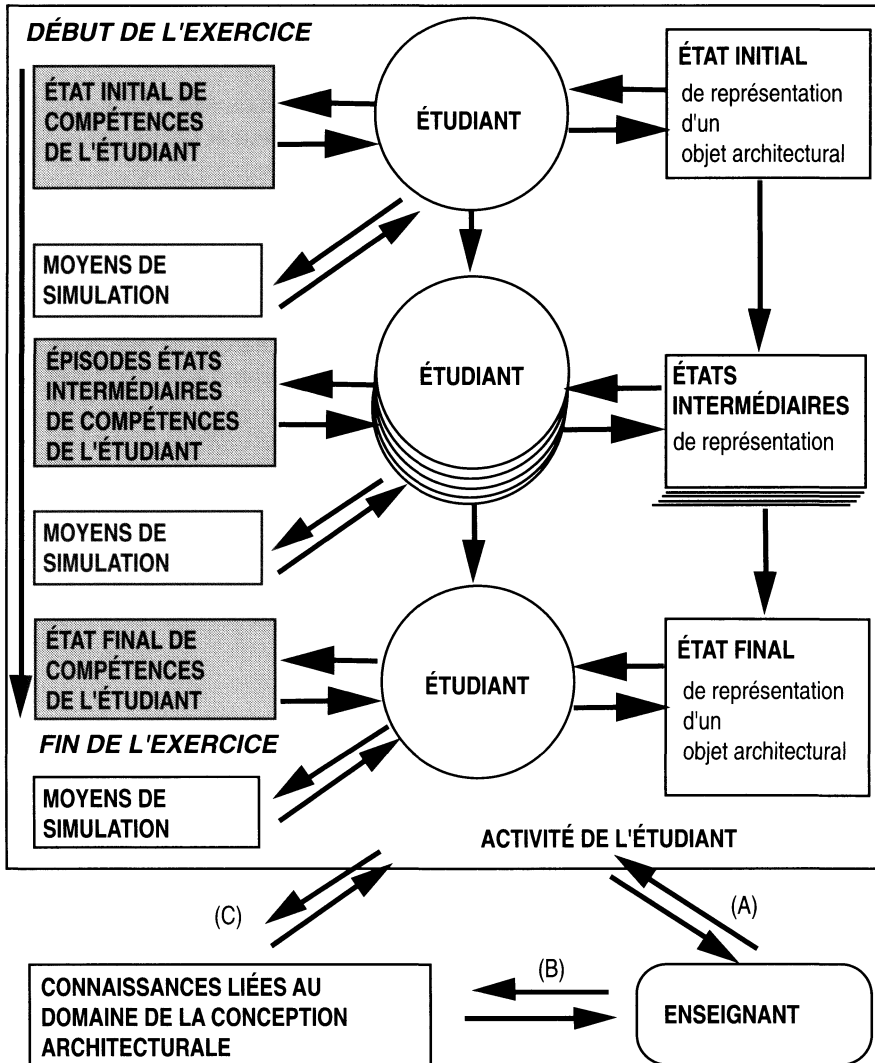 DÉBUT DE L'EXERCICE
ÉTAT INITIAL DE
COMPÉTENCES
DE L'ÉTUDIANT
ÉTUDIANT
ÉTAT INITIAL
de représentation
d'un
objet architectural
MOYENS DE
SIMULATION
ÉPISODES ÉTATS
INTERMÉDIAIRES
DE COMPÉTENCES
DE L'ÉTUDIANT
ÉTUDIANT
ÉTATS
INTERMÉDIAIRES
de représentation
MOYENS DE
SIMULATION
ÉTAT FINAL DE
COMPÉTENCES
DE L'ÉTUDIANT
ÉTUDIANT
ÉTAT FINAL
de représentation
d'un
objet architectural
FIN DE L'EXERCICE
MOYENS DE
SIMULATION
ACTIVITÉ DE L'ÉTUDIANT
(C)
(A)
(B)
CONNAISSANCES LIÉES AU
DOMAINE DE LA CONCEPTION
ARCHITECTURALE
ENSEIGNANT